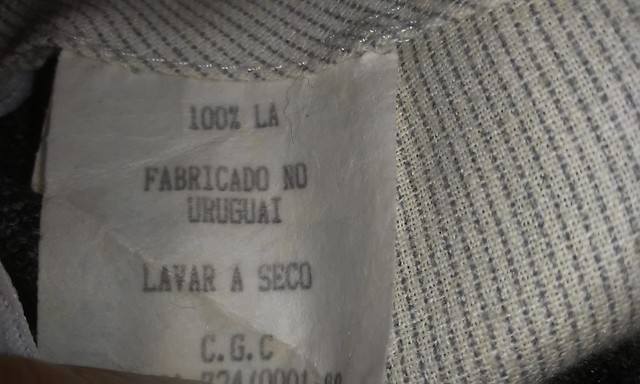 100% LA
FABRICADO NO
URUGUAI
LAVAR A SECO
C.G.C